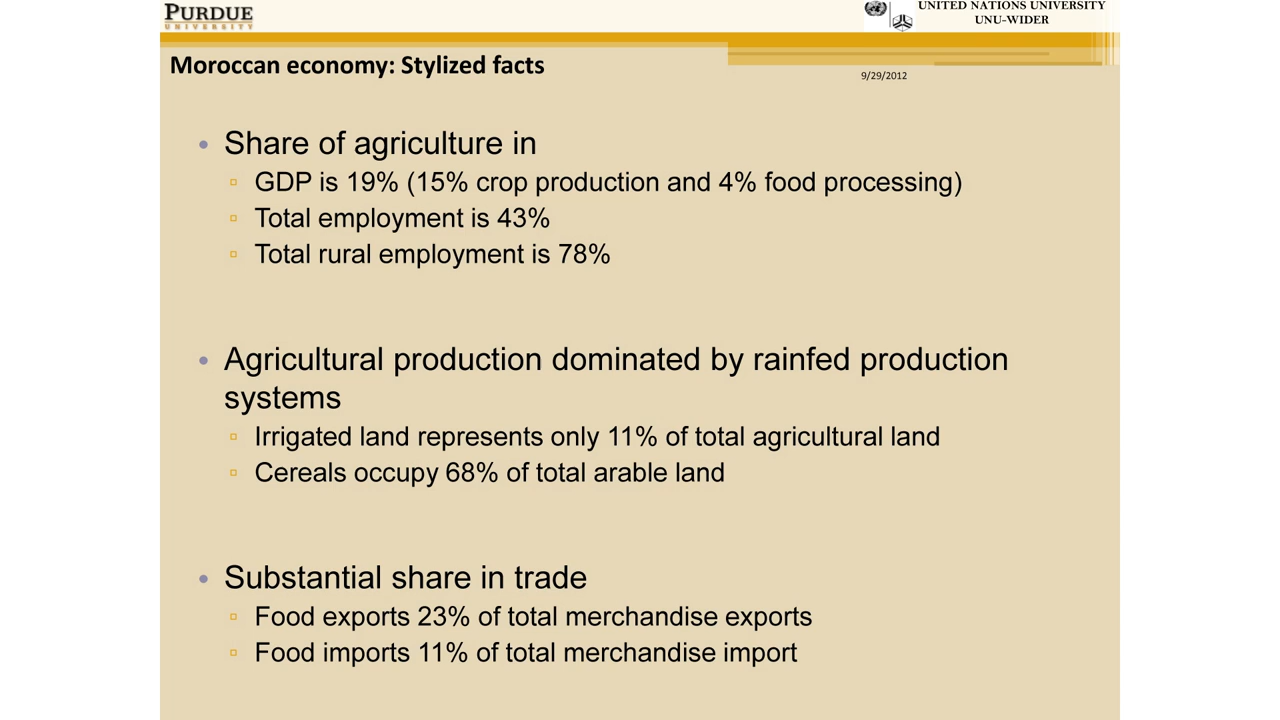 PURDUE
UNIVERSITY
UNITED NATIONS UNIVERSITY
UNU-WIDER
Moroccan economy: Stylized facts
9/29/2012
• Share of agriculture in
▫ GDP is 19% (15% crop production and 4% food processing)
▫ Total employment is 43%
▫ Total rural employment is 78%
• Agricultural production dominated by rainfed production
systems
▫ Irrigated land represents only 11% of total agricultural land
▫ Cereals occupy 68% of total arable land
• Substantial share in trade
▫ Food exports 23% of total merchandise exports
▫ Food imports 11% of total merchandise import